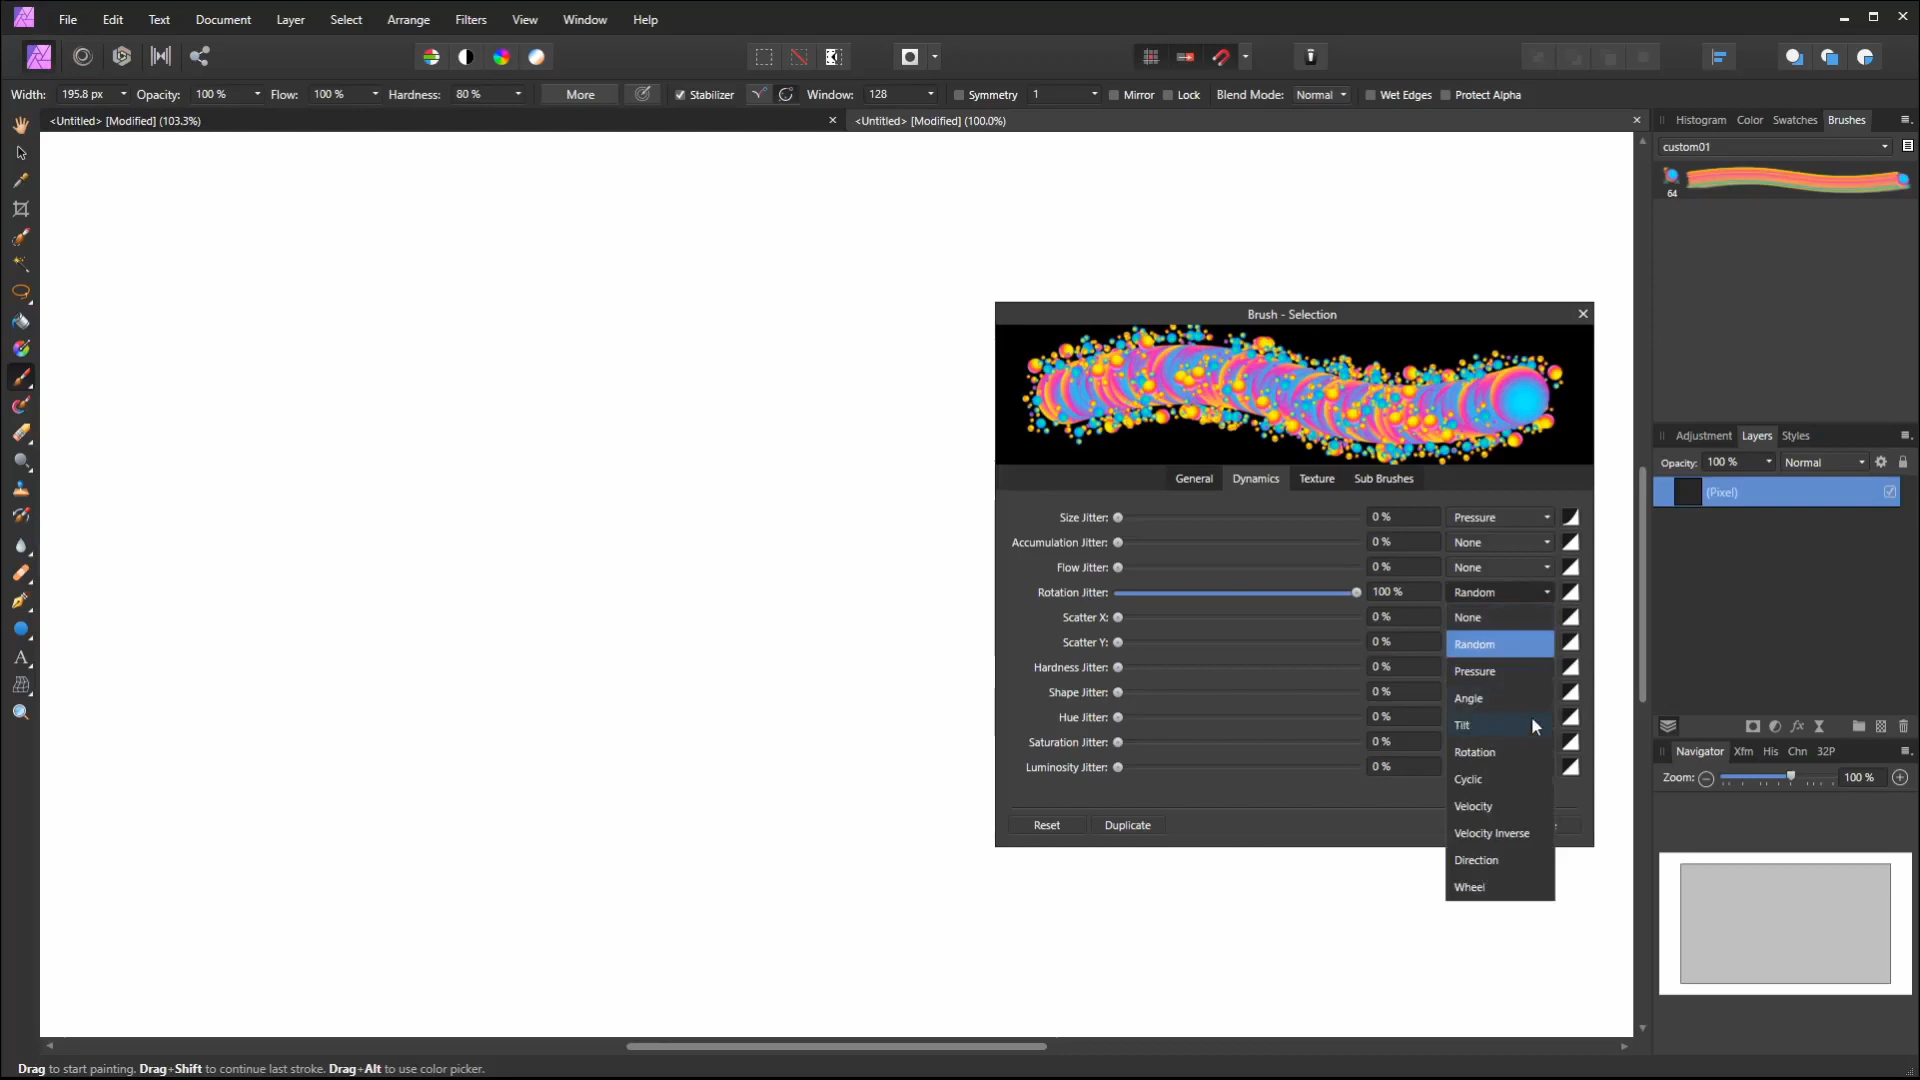 File Edit Text Document Layer Select Arrange Filters View Window Help
Width: 195.8 px Opacity: 100 % Flow: 100 % Hardness: 80 % More Stabilizer Window: 128 Symmetry 1 Mirror Lock Blend Mode: Normal Wet Edges Protect Alpha
<Untitled> [Modified] (103.3%) <Untitled> [Modified] (100.0%)
Histogram Color Swatches Brushes
custom01
64
Brush - Selection
General Dynamics Texture Sub Brushes
Size Jitter: 0 % Pressure
Accumulation Jitter: 0 % None
Flow Jitter: 0 % None
Rotation Jitter: 100 % Random
Scatter X: 0 %
Scatter Y: 0 %
Hardness Jitter: 0 %
Shape Jitter: 0 %
Hue Jitter: 0 %
Saturation Jitter: 0 %
Luminosity Jitter: 0 %
None
Random
Pressure
Angle
Tilt
Rotation
Cyclic
Velocity
Velocity Inverse
Direction
Wheel
Reset Duplicate
Adjustment Layers Styles
Opacity: 100 % Normal
(Pixel)
Navigator Xfm His Chn 32P
Zoom: 100 %
Drag to start painting. Drag+Shift to continue last stroke. Drag+Alt to use color picker.